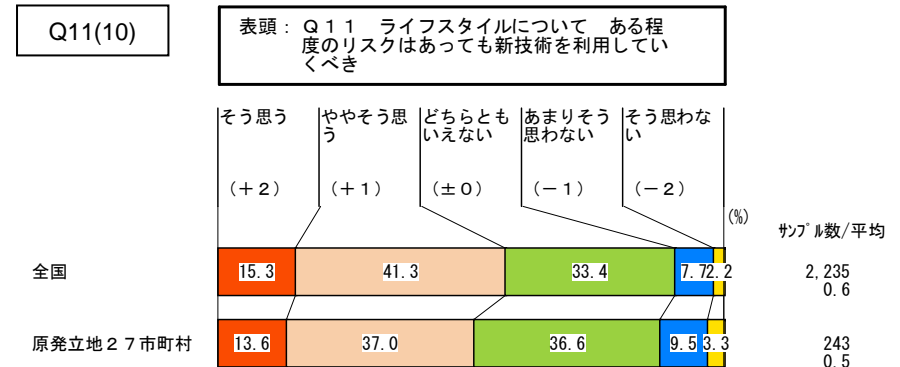 Q11(10)
表頭： Ｑ１１　ライフスタイルについて　ある程
度のリスクはあっても新技術を利用してい
くべき
そう思う
ややそう思
う
どちらとも
いえない
あまりそう
思わない
そう思わな
い
（＋２）
（＋１）
（±０）
（－１）
（－２）
(%)
ｻﾝﾌﾟﾙ数/平均
全国
15.3
41.3
33.4
7.7
2.2
2,235
0.6
原発立地２７市町村
13.6
37.0
36.6
9.5
3.3
243
0.5